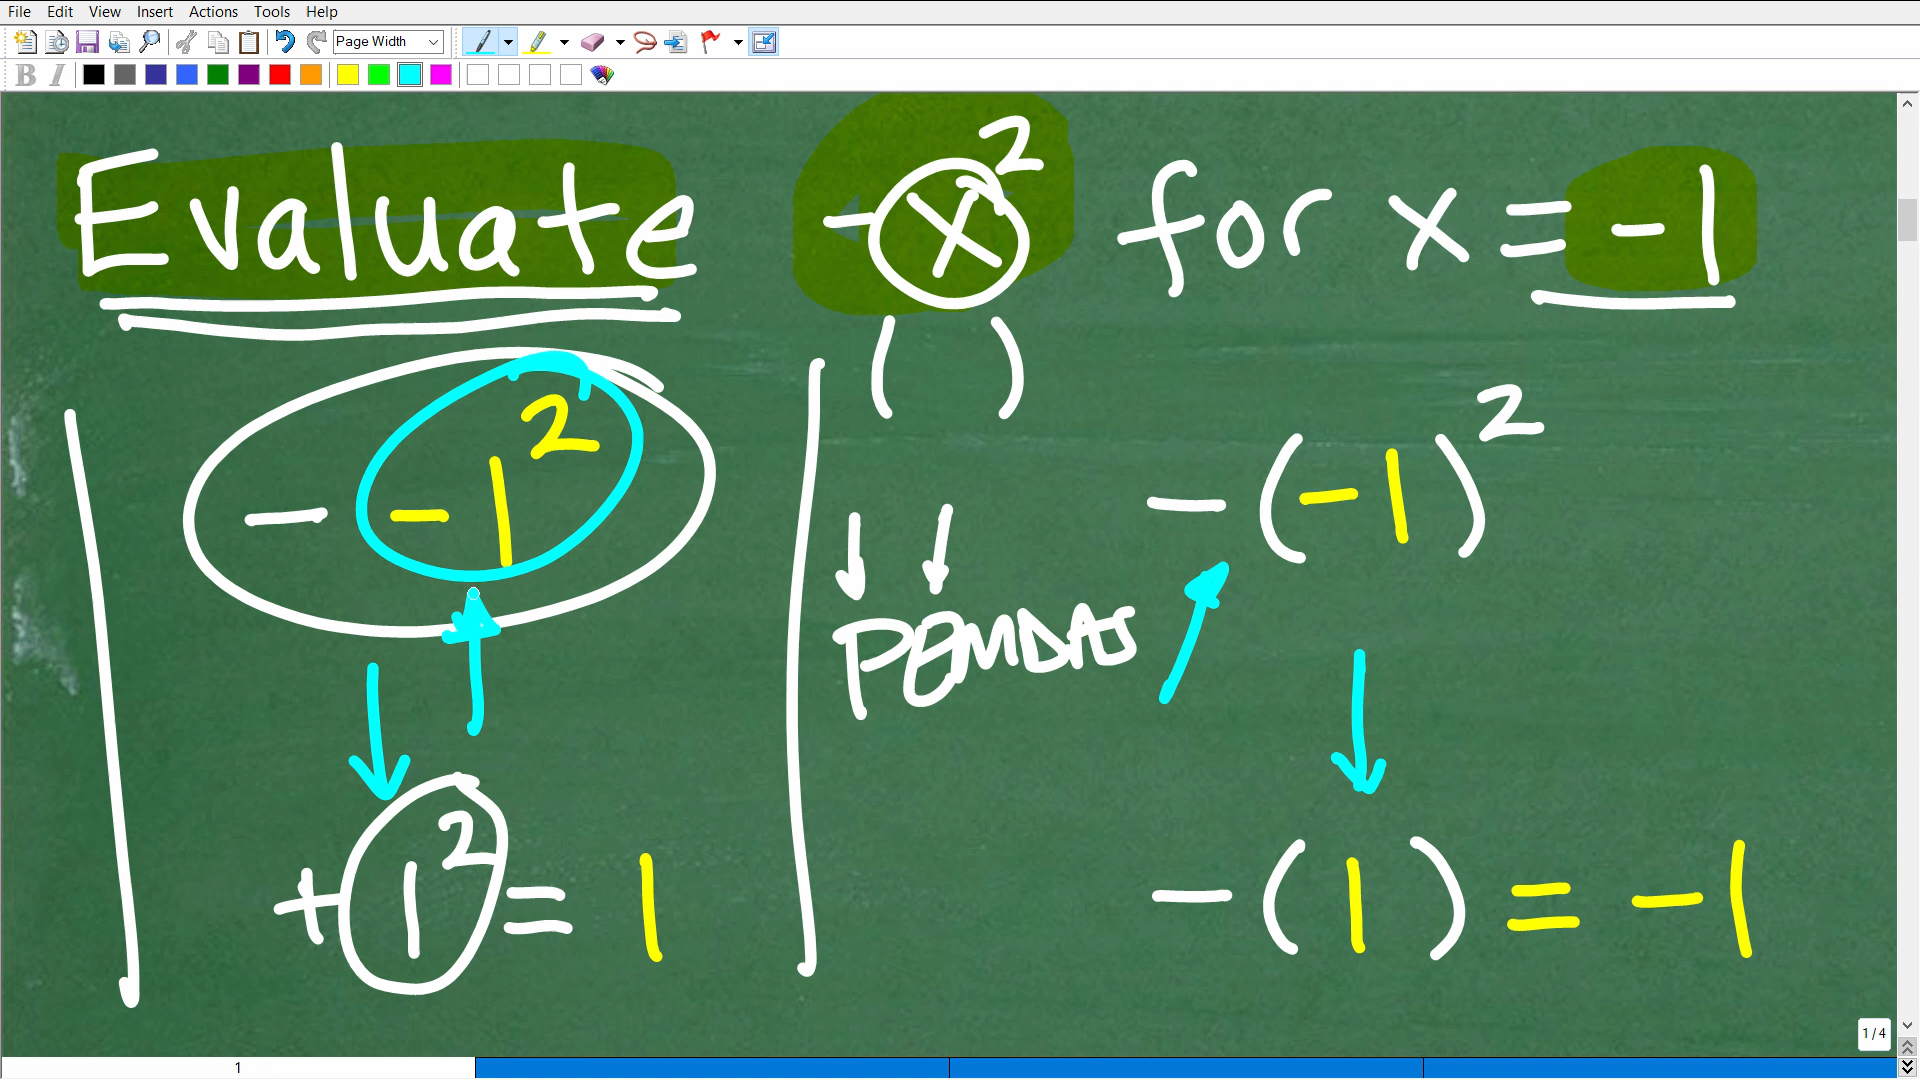 File Edit View Insert Actions Tools Help
Page Width
B I
Evaluate -x² for x = -1
( )
- -1²
-(-1)²
PEMDAS
+1² = 1
-(1) = -1
1/4
1